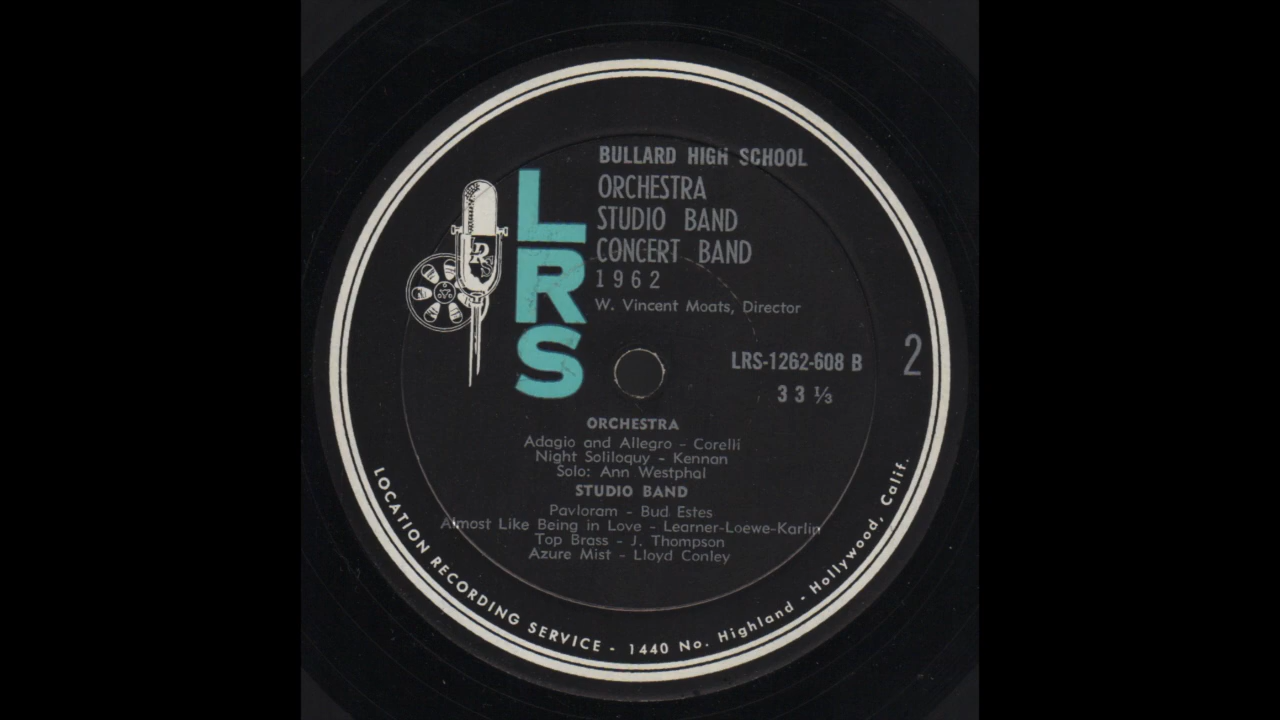 BULLARD HIGH SCHOOL
ORCHESTRA
STUDIO BAND
CONCERT BAND
1962
W. Vincent Moats, Director
LRS
LRS-1262-608 B
33 ⅓
2
ORCHESTRA
Adagio and Allegro - Corelli
Night Soliloquy - Kennan
Solo: Ann Westphal
STUDIO BAND
Pavloram - Bud Estes
Almost Like Being in Love - Learner-Loewe-Karlin
Top Brass - J. Thompson
Azure Mist - Lloyd Conley
LOCATION RECORDING SERVICE - 1440 No. Highland - Hollywood, Calif.